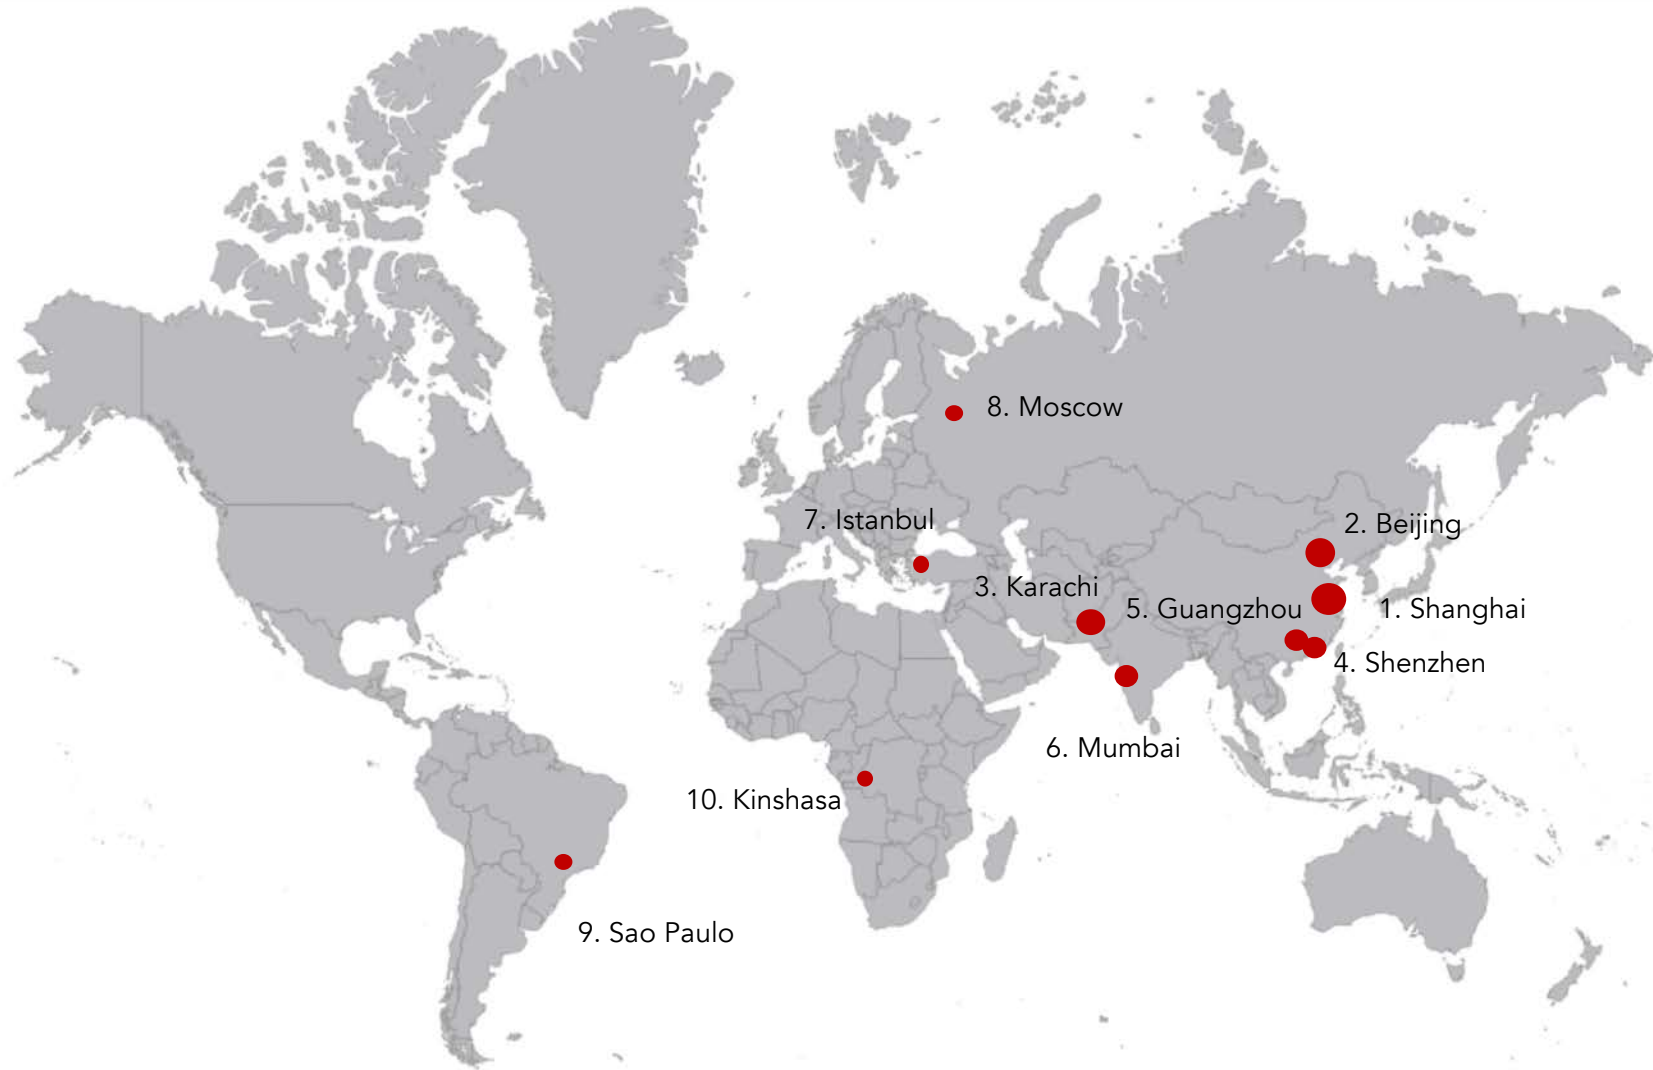 8. Moscow
7. Istanbul
2. Beijing
3. Karachi
5. Guangzhou
1. Shanghai
4. Shenzhen
6. Mumbai
10. Kinshasa
9. Sao Paulo